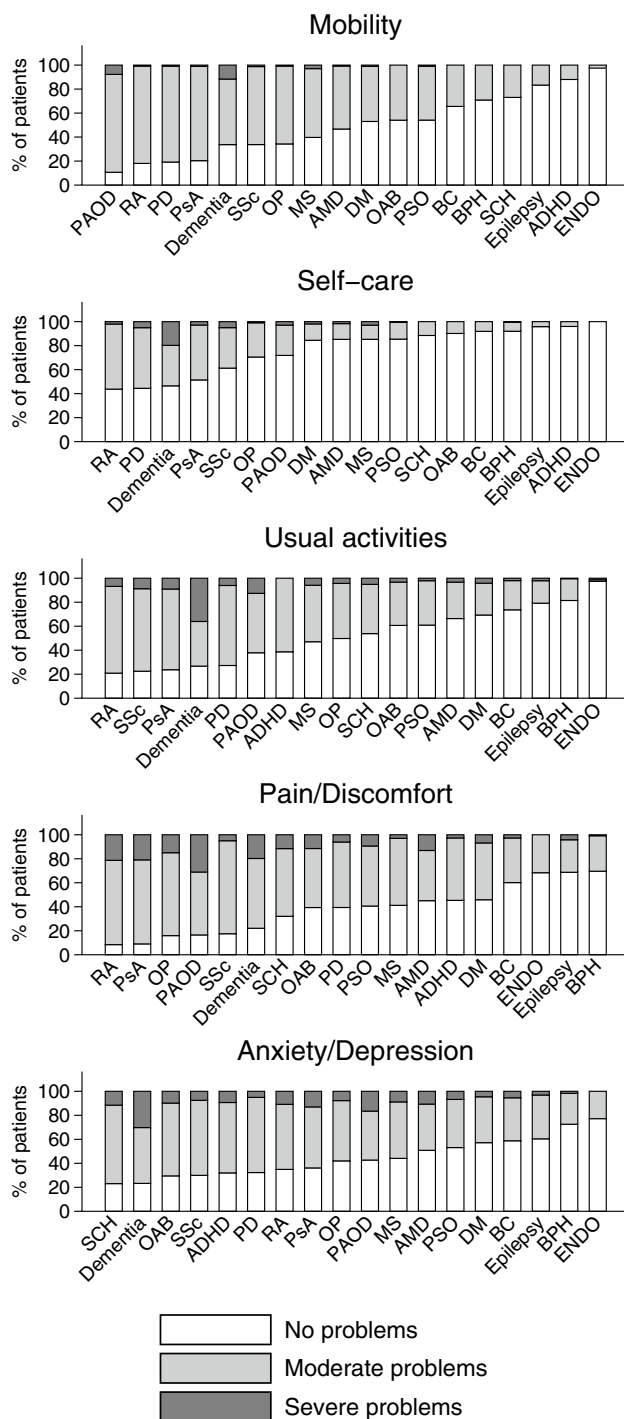 Mobility
% of patients
100
80
60
40
20
0
PAOD RA PD PsA Dementia SSc OP MS AMD DM OAB PSO BC BPH SCH Epilepsy ADHD ENDO
Self–care
% of patients
100
80
60
40
20
0
RA PD Dementia PsA SSc OP PAOD DM AMD MS PSO SCH OAB BC BPH Epilepsy ADHD ENDO
Usual activities
% of patients
100
80
60
40
20
0
RA SSc PsA Dementia PD PAOD ADHD MS OP SCH OAB PSO AMD DM BC Epilepsy BPH ENDO
Pain/Discomfort
% of patients
100
80
60
40
20
0
RA PsA OP PAOD SSc Dementia SCH OAB PD PSO MS AMD ADHD DM BC ENDO Epilepsy BPH
Anxiety/Depression
% of patients
100
80
60
40
20
0
SCH Dementia OAB SSc ADHD PD RA PsA OP PAOD MS AMD PSO DM BC Epilepsy BPH ENDO
No problems
Moderate problems
Severe problems